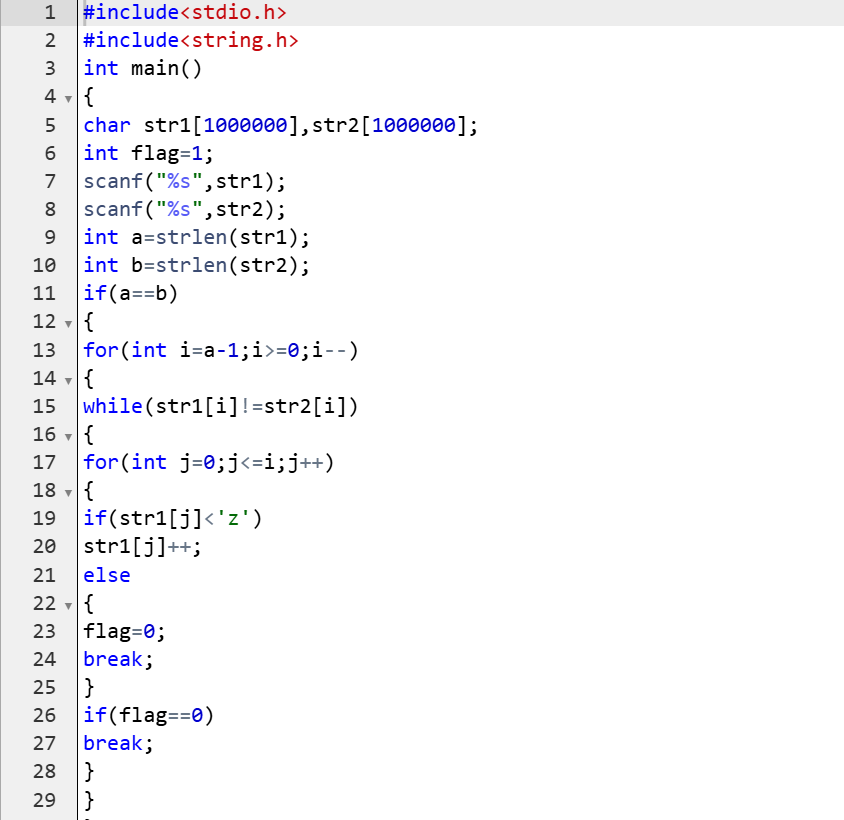 1 #include<stdio.h>
2 #include<string.h>
3 int main()
4 {
5 char str1[1000000],str2[1000000];
6 int flag=1;
7 scanf("%s",str1);
8 scanf("%s",str2);
9 int a=strlen(str1);
10 int b=strlen(str2);
11 if(a==b)
12 {
13 for(int i=a-1;i>=0;i--)
14 {
15 while(str1[i]!=str2[i])
16 {
17 for(int j=0;j<=i;j++)
18 {
19 if(str1[j]<'z')
20 str1[j]++;
21 else
22 {
23 flag=0;
24 break;
25 }
26 if(flag==0)
27 break;
28 }
29 }